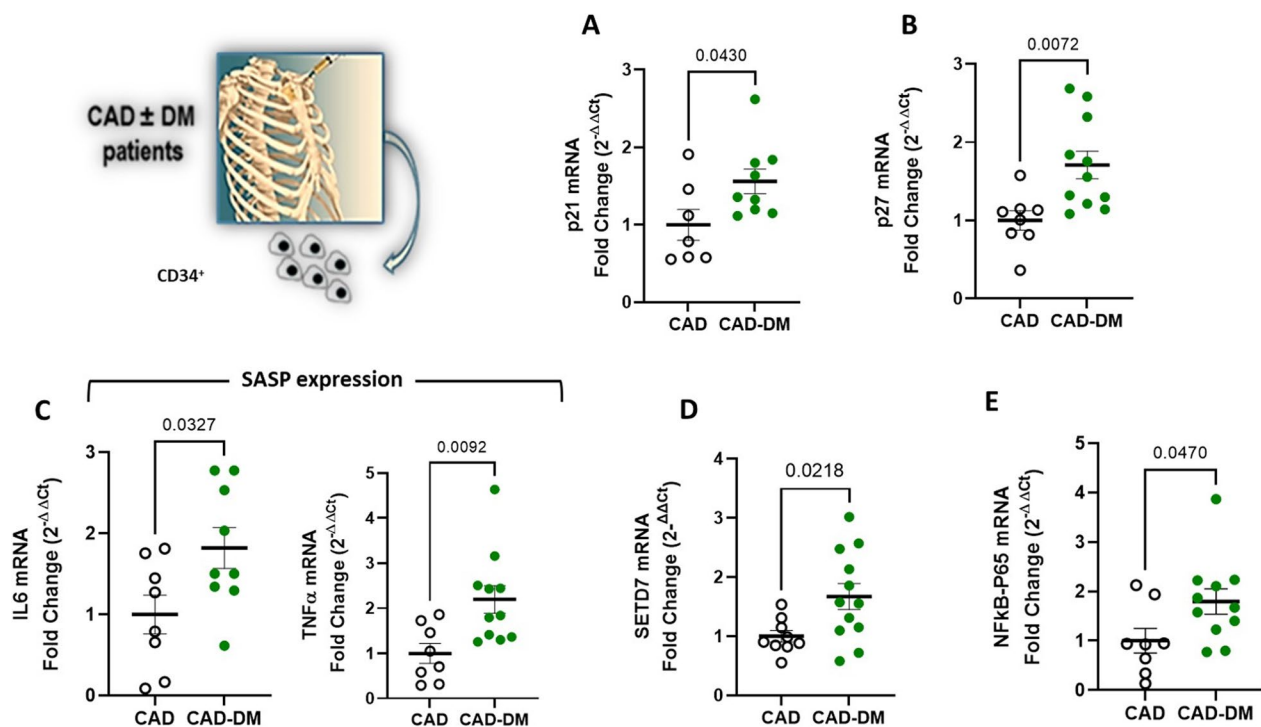 CAD ± DM
patients
CD34⁺
A
0.0430
p21 mRNA
Fold Change (2⁻ΔΔCt)
3
2
1
0
CAD CAD-DM
B
0.0072
p27 mRNA
Fold Change (2⁻ΔΔCt)
3
2
1
0
CAD CAD-DM
SASP expression
C
0.0327
IL6 mRNA
Fold Change (2⁻ΔΔCt)
3
2
1
0
CAD CAD-DM
0.0092
TNFα mRNA
Fold Change (2⁻ΔΔCt)
5
4
3
2
1
0
CAD CAD-DM
D
0.0218
SETD7 mRNA
Fold Change (2-ΔΔCt)
4
3
2
1
0
CAD CAD-DM
E
0.0470
NFkB-P65 mRNA
Fold Change (2⁻ΔΔCt)
5
4
3
2
1
0
CAD CAD-DM